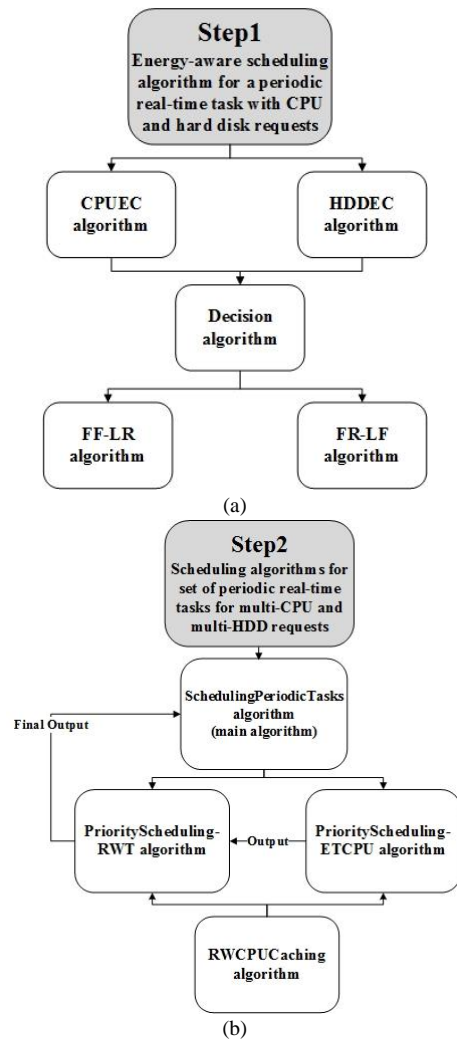 Step1
Energy-aware scheduling
algorithm for a periodic
real-time task with CPU
and hard disk requests
CPUEC
algorithm
HDDEC
algorithm
Decision
algorithm
FF-LR
algorithm
FR-LF
algorithm
(a)
Step2
Scheduling algorithms for
set of periodic real-time
tasks for multi-CPU and
multi-HDD requests
SchedulingPeriodicTasks
algorithm
(main algorithm)
Final Output
PriorityScheduling-
RWT algorithm
Output
PriorityScheduling-
ETCPU algorithm
RWCPUCaching
algorithm
(b)